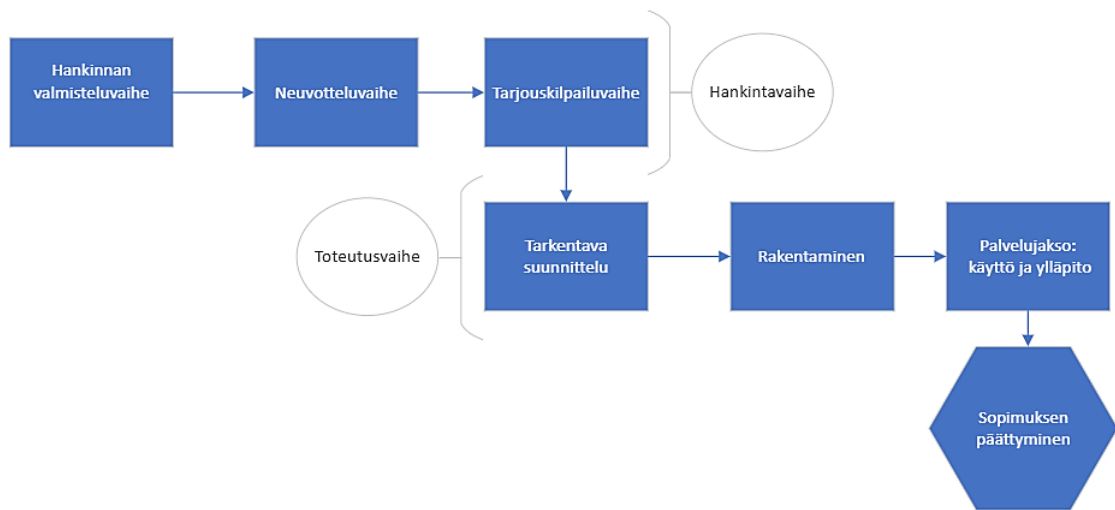 Hankinnan
valmisteluvaihe
Neuvotteluvaihe
Tarjouskilpailuvaihe
Hankintavaihe
Toteutusvaihe
Tarkentava
suunnittelu
Rakentaminen
Palvelujakso:
käyttö ja ylläpito
Sopimuksen
päättyminen